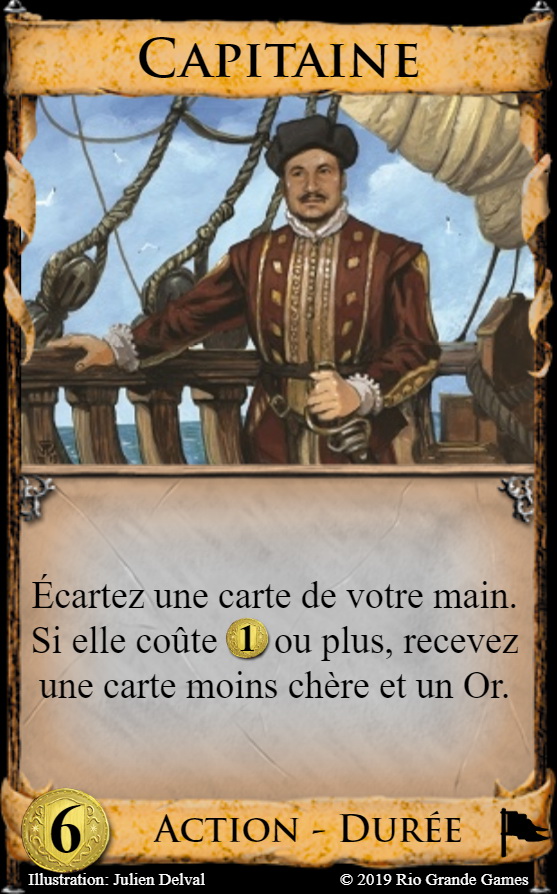 CAPITAINE
Écartez une carte de votre main.
Si elle coûte 1 ou plus, recevez
une carte moins chère et un Or.
6
ACTION - DURÉE
Illustration: Julien Delval
© 2019 Rio Grande Games